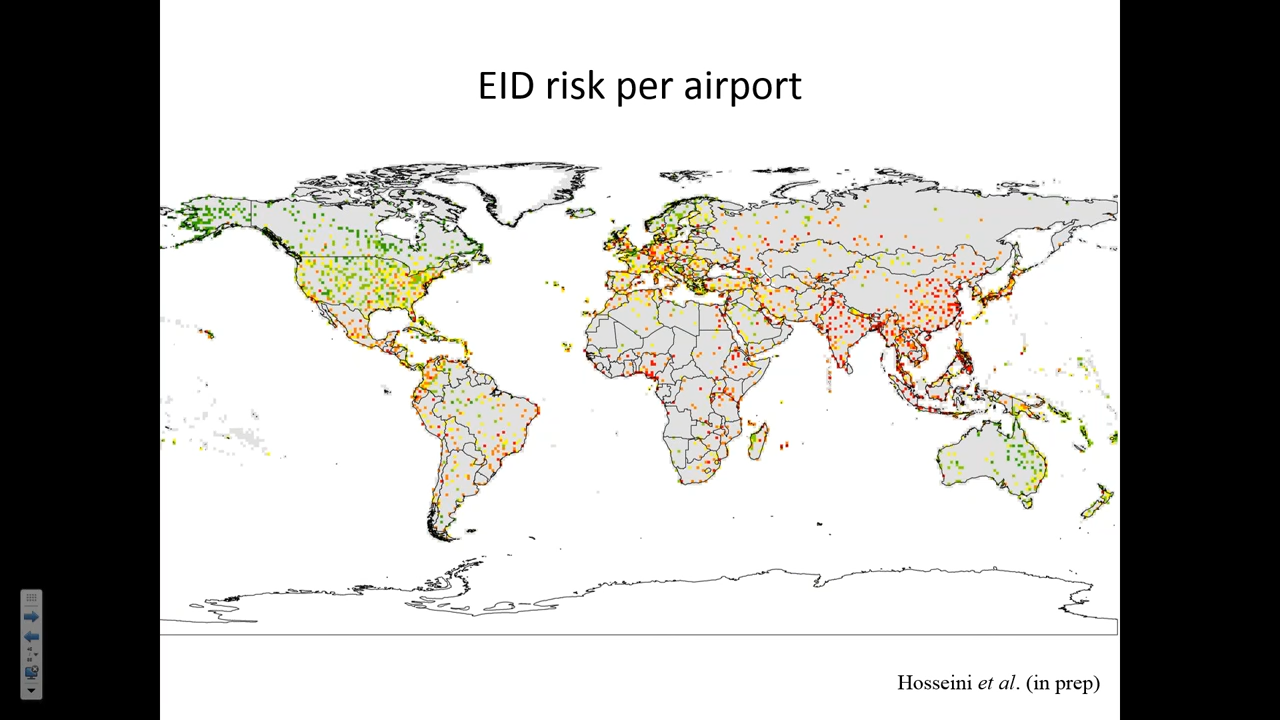 EID risk per airport
Hosseini et al. (in prep)